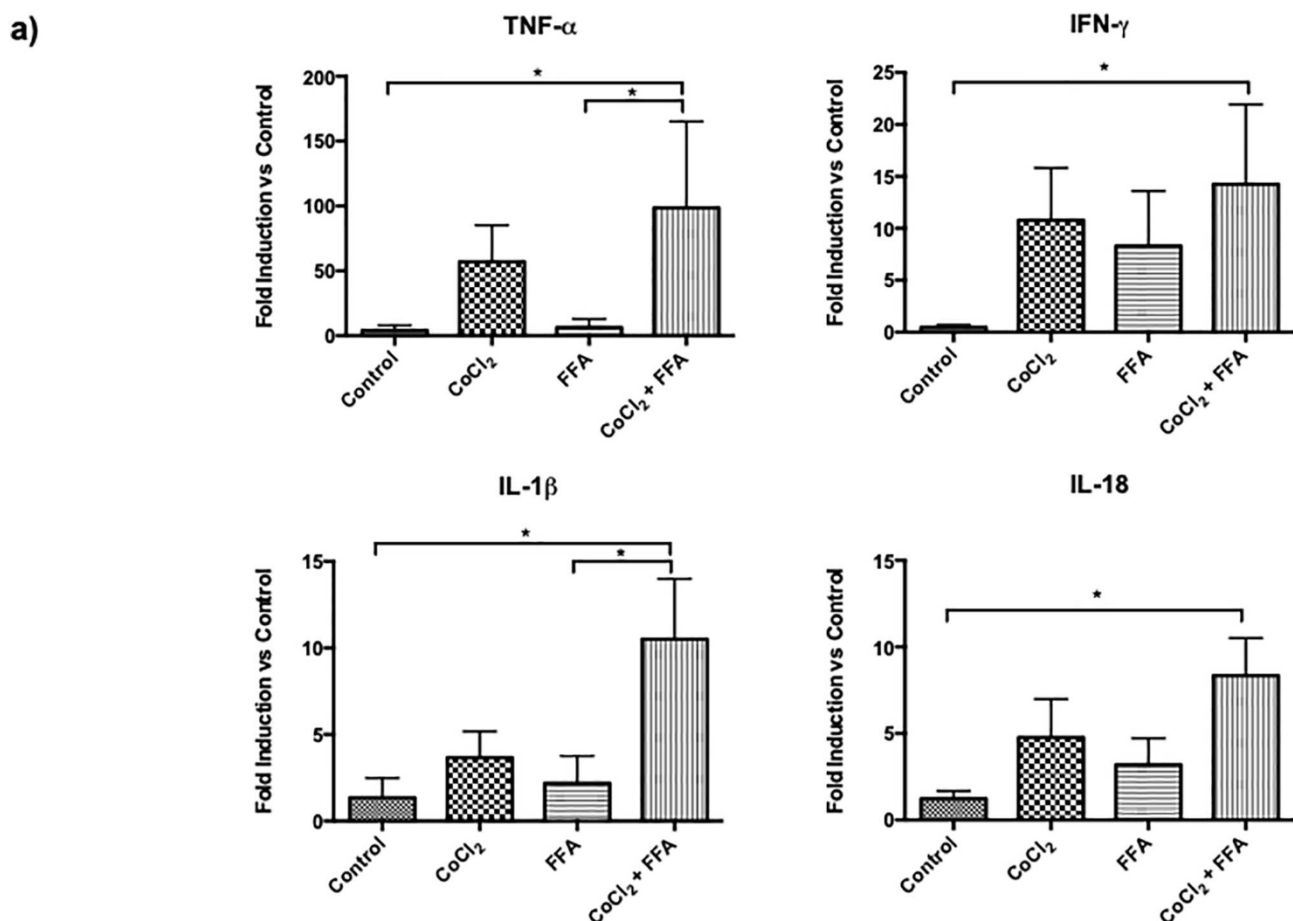 a)
TNF-α
Fold Induction vs Control
200
150
100
50
0
*
*
Control
CoCl₂
FFA
CoCl₂ + FFA
IFN-γ
Fold Induction vs Control
25
20
15
10
5
0
*
Control
CoCl₂
FFA
CoCl₂ + FFA
IL-1β
Fold Induction vs Control
15
10
5
0
*
*
Control
CoCl₂
FFA
CoCl₂ + FFA
IL-18
Fold Induction vs Control
15
10
5
0
*
Control
CoCl₂
FFA
CoCl₂ + FFA